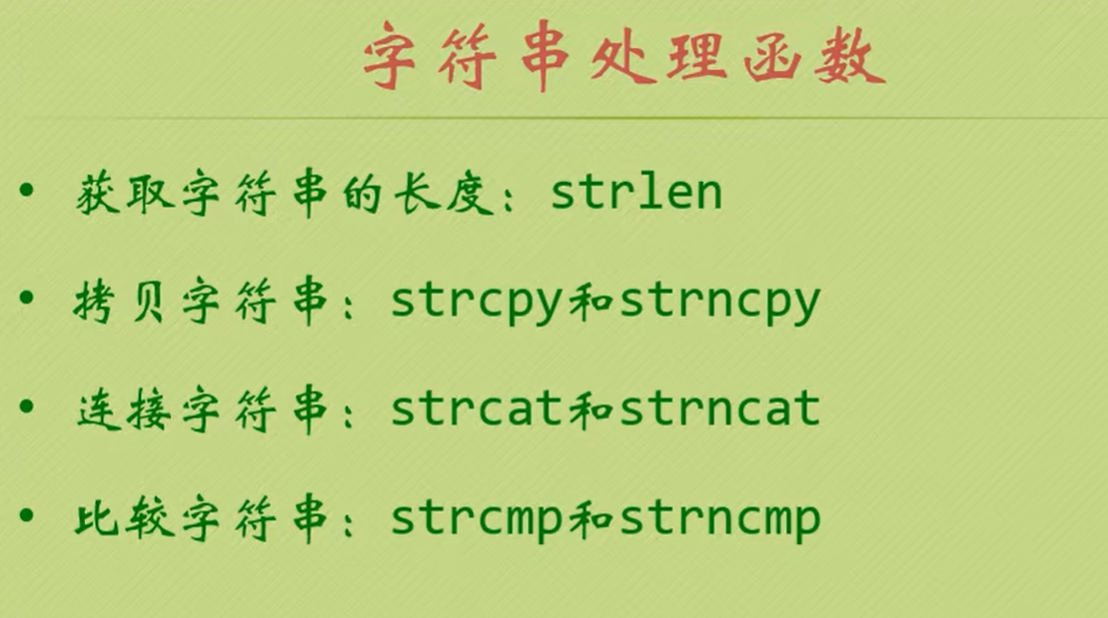 字符串处理函数
• 获取字符串的长度：strlen
• 拷贝字符串：strcpy和strncpy
• 连接字符串：strcat和strncat
• 比较字符串：strcmp和strncmp